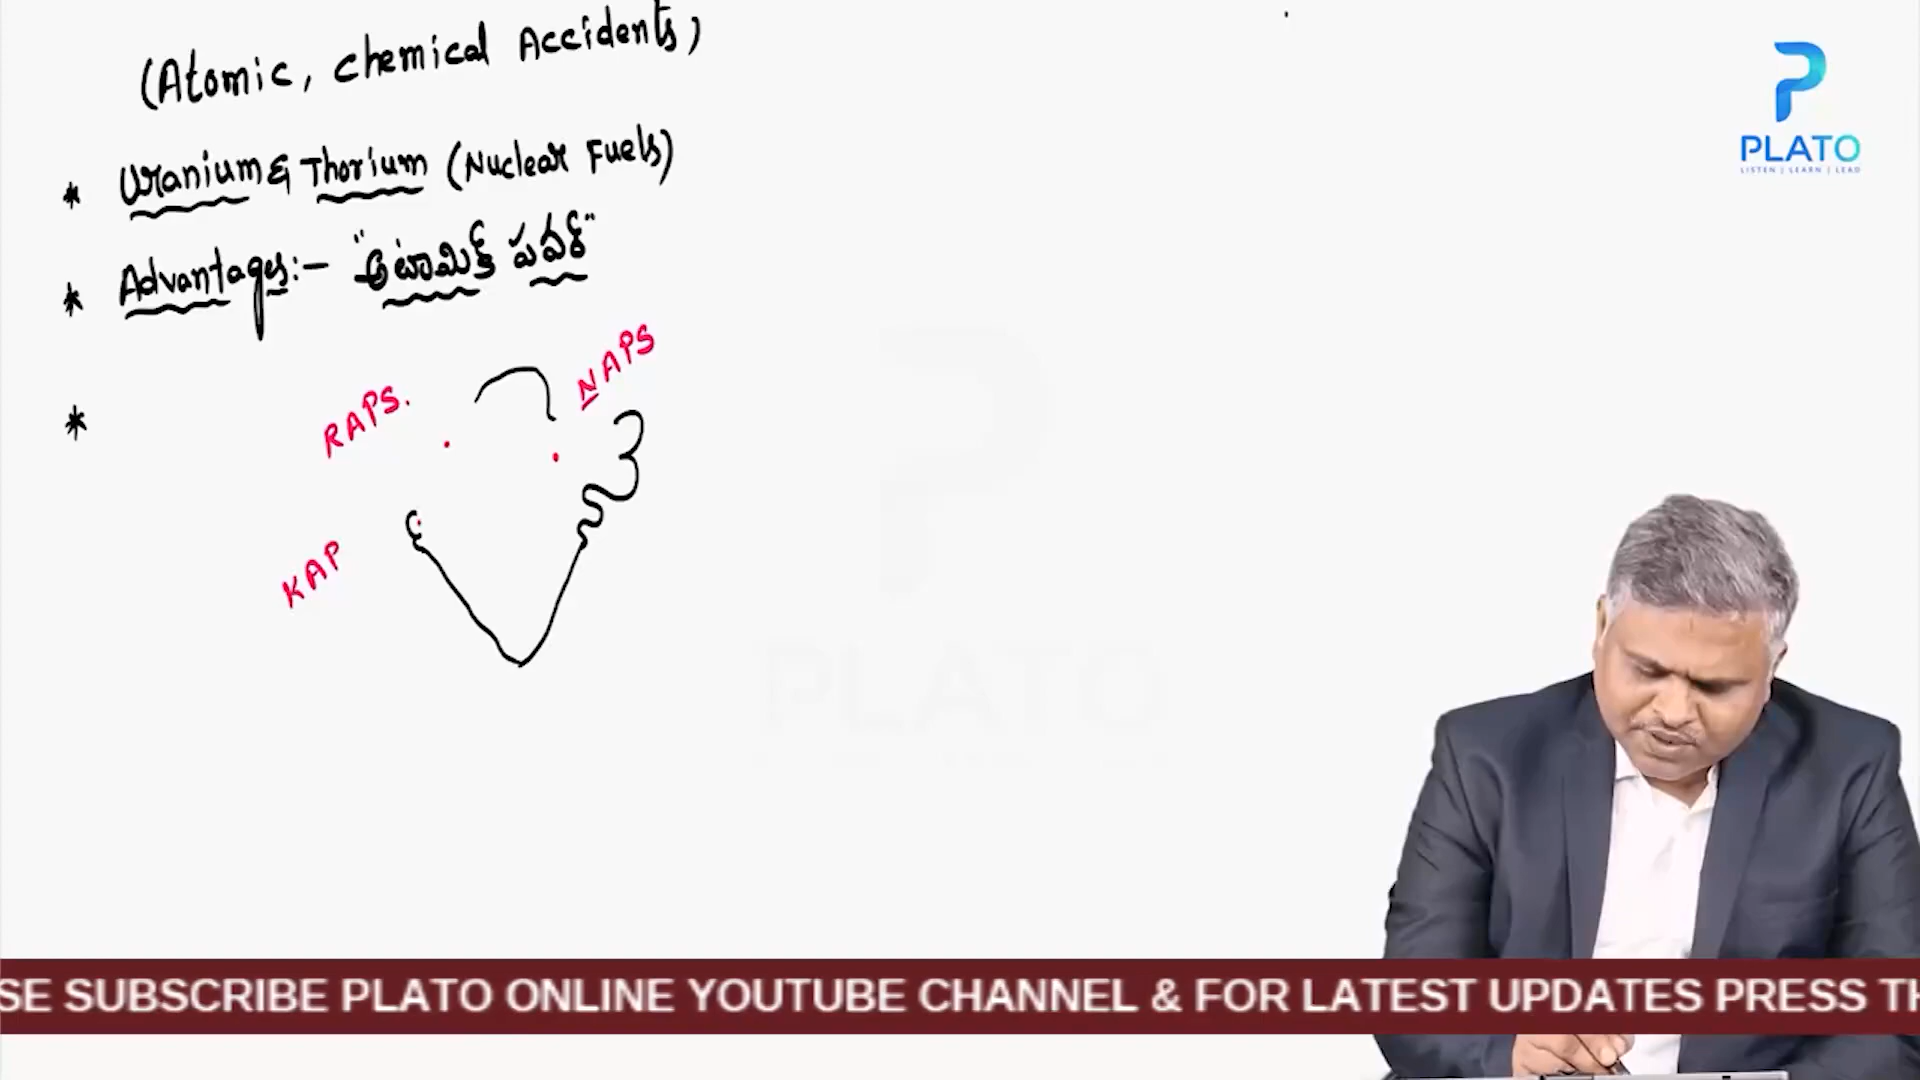 (Atomic, chemical Accidents)
* Uranium & Thorium (Nuclear Fuels)
* Advantages:- "అటామిక్ పవర్"
*
RAPS.
NAPS
KAP
PLATO
LISTEN | LEARN | LEAD
PLATO
SE SUBSCRIBE PLATO ONLINE YOUTUBE CHANNEL & FOR LATEST UPDATES PRESS TH